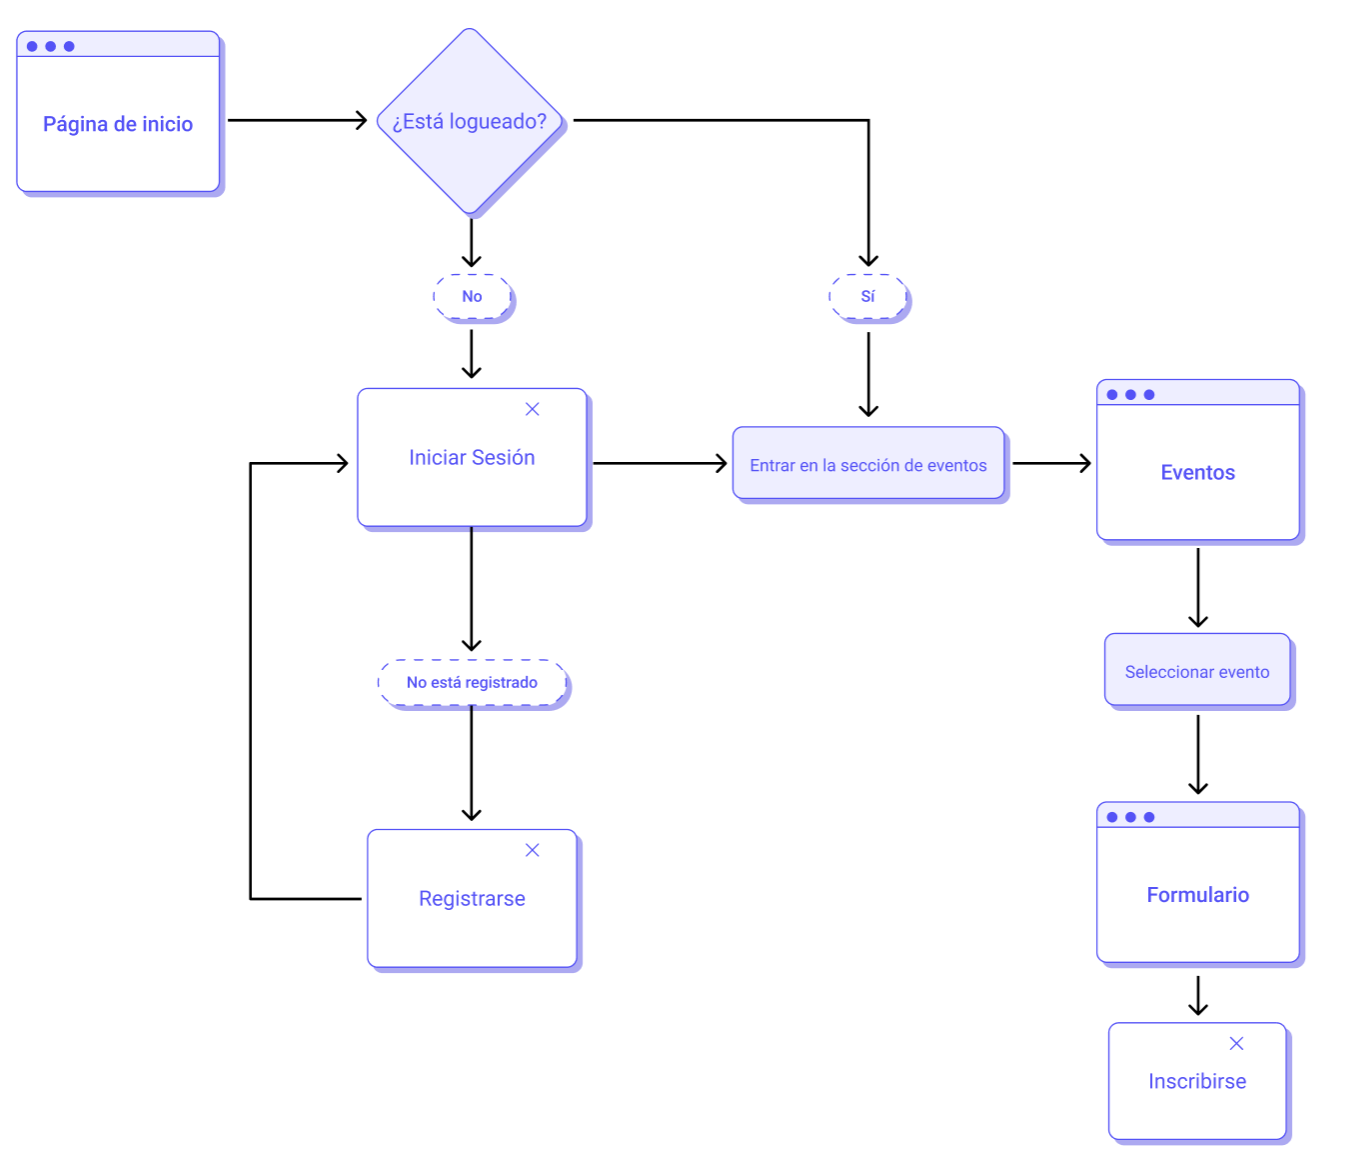 Página de inicio
¿Está logueado?
No
Sí
Iniciar Sesión
Entrar en la sección de eventos
Eventos
No está registrado
Seleccionar evento
Registrarse
Formulario
Inscribirse